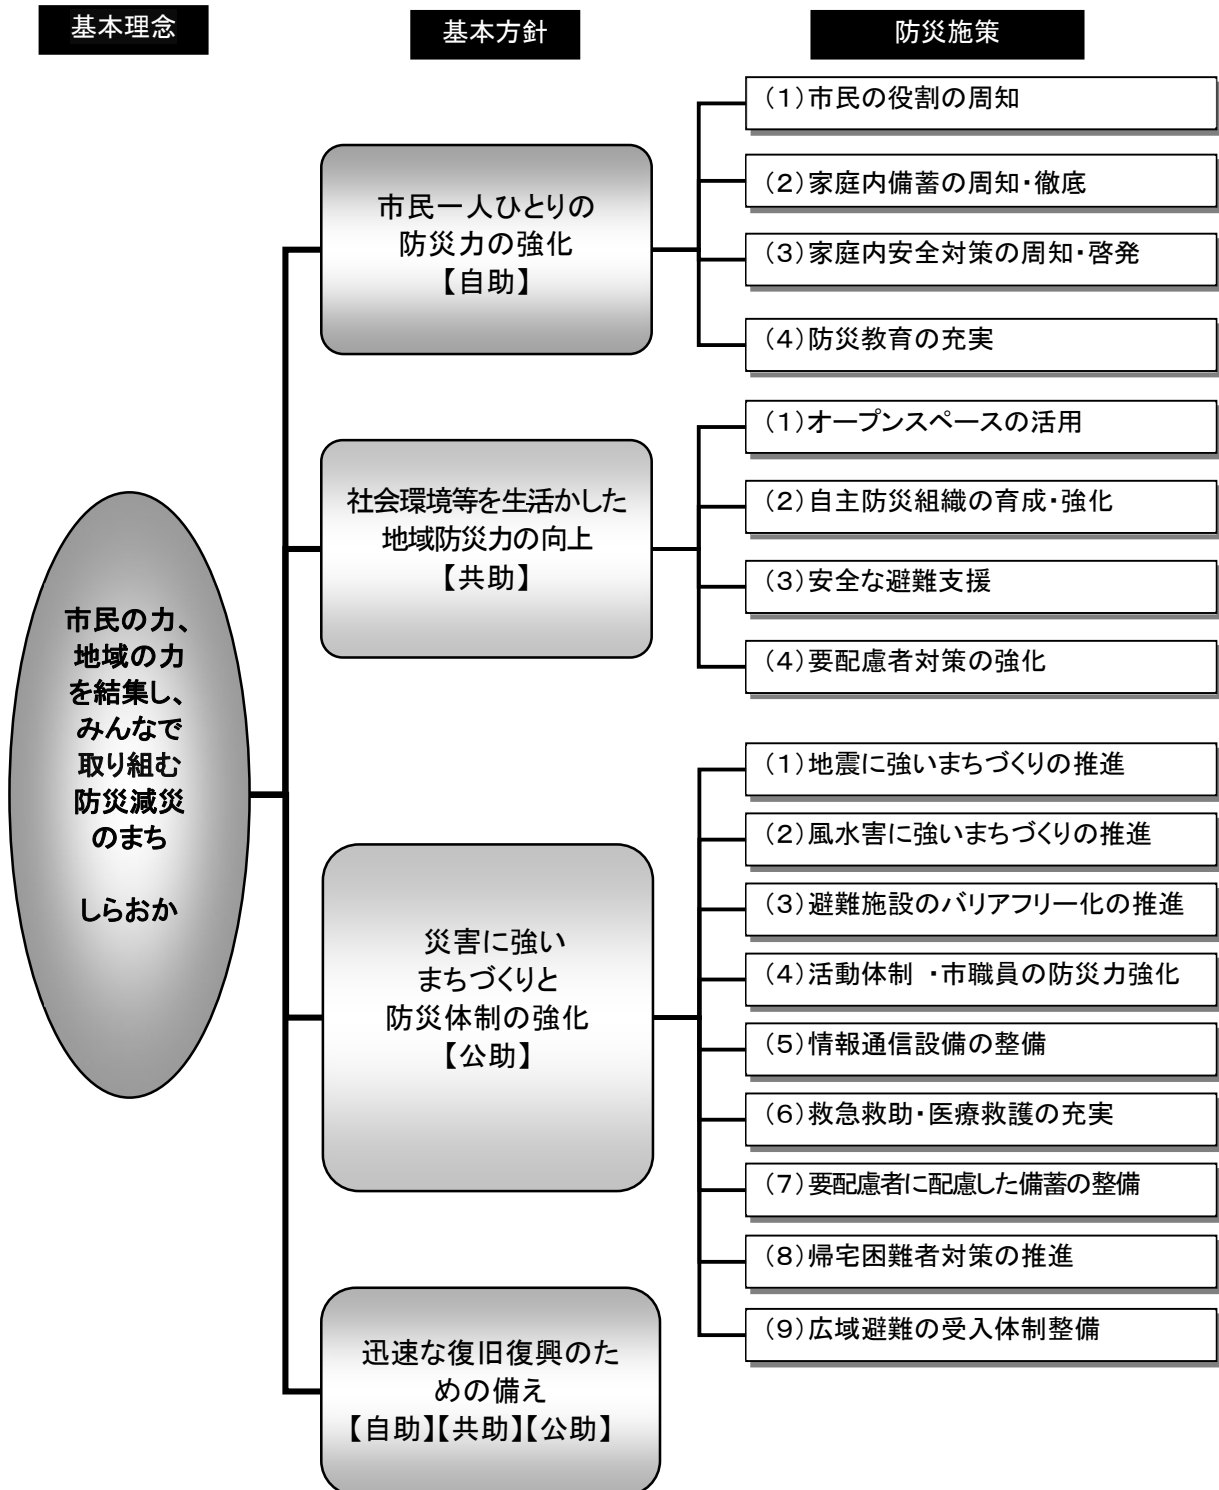 基本理念
基本方針
防災施策
市民の力、
地域の力
を結集し、
みんなで
取り組む
防災減災
のまち
しらおか
市民一人ひとりの
防災力の強化
【自助】
(1)市民の役割の周知
(2)家庭内備蓄の周知・徹底
(3)家庭内安全対策の周知・啓発
(4)防災教育の充実
社会環境等を生活かした
地域防災力の向上
【共助】
(1)オープンスペースの活用
(2)自主防災組織の育成・強化
(3)安全な避難支援
(4)要配慮者対策の強化
災害に強い
まちづくりと
防災体制の強化
【公助】
(1)地震に強いまちづくりの推進
(2)風水害に強いまちづくりの推進
(3)避難施設のバリアフリー化の推進
(4)活動体制 ・市職員の防災力強化
(5)情報通信設備の整備
(6)救急救助・医療救護の充実
(7)要配慮者に配慮した備蓄の整備
(8)帰宅困難者対策の推進
(9)広域避難の受入体制整備
迅速な復旧復興のた
めの備え
【自助】【共助】【公助】